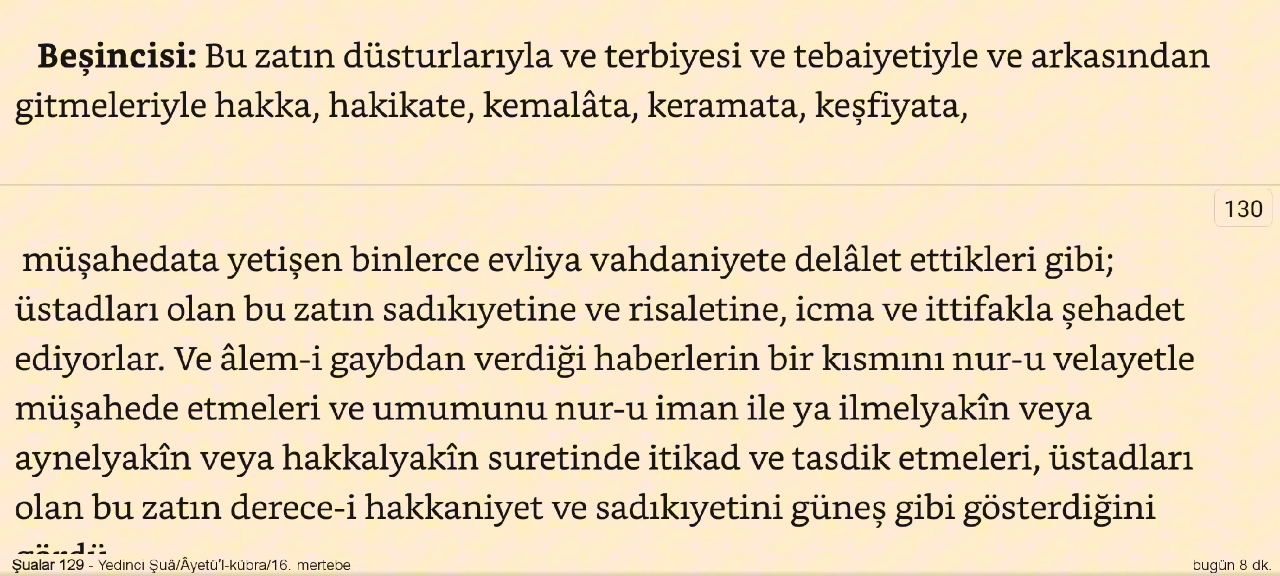 Beşincisi: Bu zatın düsturlarıyla ve terbiyesi ve tebaiyetiyle ve arkasından
gitmeleriyle hakka, hakikate, kemalâta, keramata, keşfiyata,
130
müşahedata yetişen binlerce evliya vahdaniyete delâlet ettikleri gibi;
üstadları olan bu zatın sadıkıyetine ve risaletine, icma ve ittifakla şehadet
ediyorlar. Ve âlem-i gaybdan verdiği haberlerin bir kısmını nur-u velayetle
müşahede etmeleri ve umumunu nur-u iman ile ya ilmelyakîn veya
aynelyakîn veya hakkalyakîn suretinde itikad ve tasdik etmeleri, üstadları
olan bu zatın derece-i hakkaniyet ve sadıkıyetini güneş gibi gösterdiğini
Şualar 129 - Yedinci Şuâ/Âyetü'l-kübra/16. mertebe
bugün 8 dk.